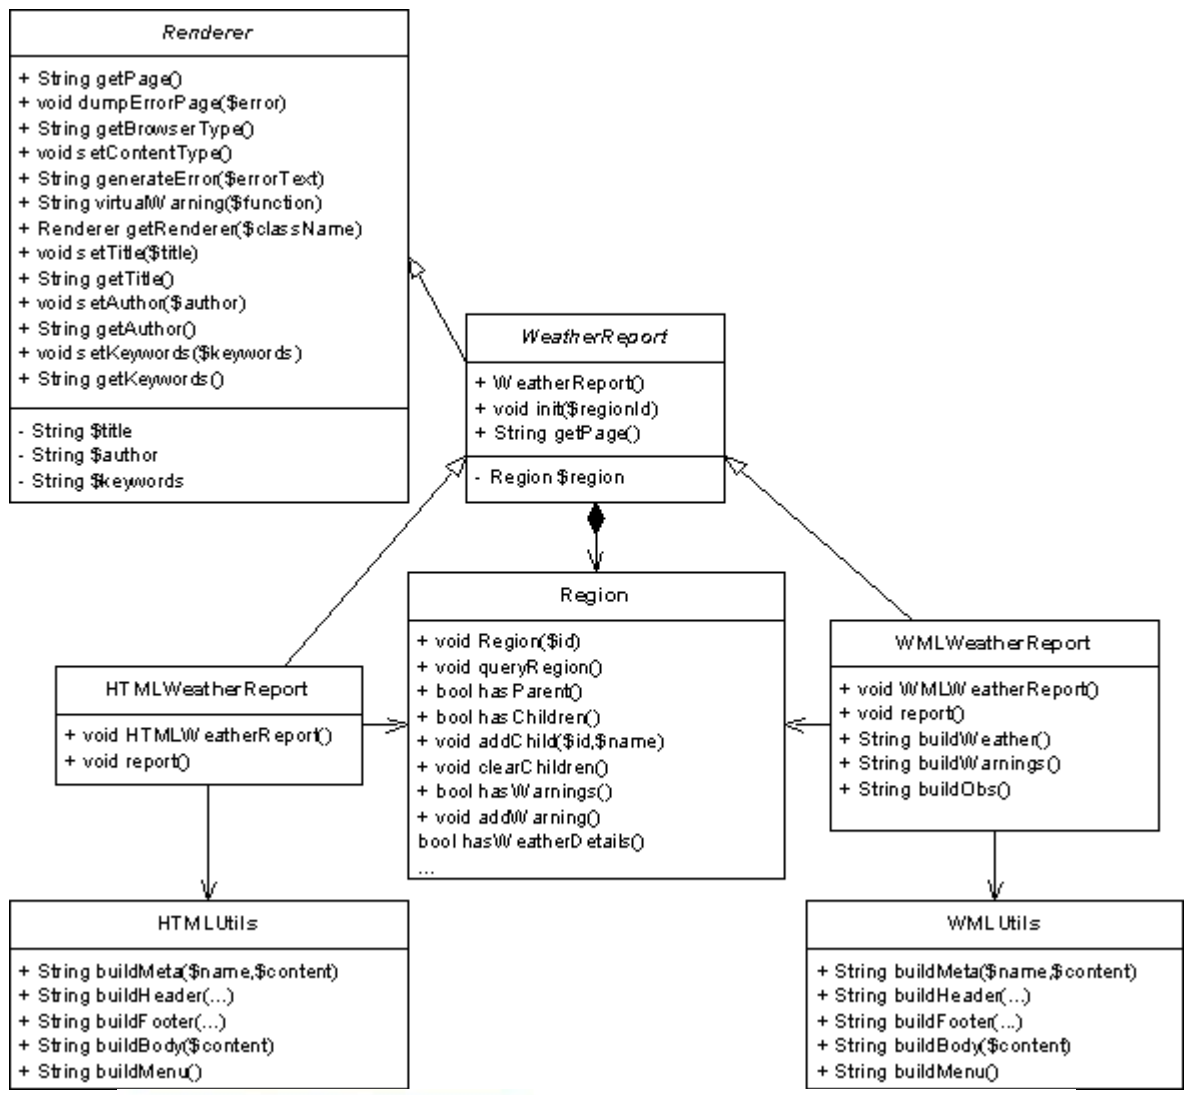 Renderer
+ String getPage()
+ void dumpErrorPage($error)
+ String getBrowserType()
+ void setContentType()
+ String generateError($errorText)
+ String virtualWarning($function)
+ Renderer getRenderer($className)
+ void setTitle($title)
+ String getTitle()
+ void setAuthor($author)
+ String getAuthor()
+ void setKeywords($keywords)
+ String getKeywords()
- String $title
- String $author
- String $keywords
WeatherReport
+ WeatherReport()
+ void init($regionId)
+ String getPage()
- Region $region
Region
+ void Region($id)
+ void queryRegion()
+ bool hasParent()
+ bool hasChildren()
+ void addChild($id,$name)
+ void clearChildren()
+ bool hasWarnings()
+ void addWarning()
bool hasWeatherDetails()
...
HTMLWeatherReport
+ void HTMLWeatherReport()
+ void report()
WMLWeatherReport
+ void WMLWeatherReport()
+ void report()
+ String buildWeather()
+ String buildWarnings()
+ String buildObs()
HTMLUtils
+ String buildMeta($name,$content)
+ String buildHeader(...)
+ String buildFooter(...)
+ String buildBody($content)
+ String buildMenu()
WMLUtils
+ String buildMeta($name,$content)
+ String buildHeader(...)
+ String buildFooter(...)
+ String buildBody($content)
+ String buildMenu()